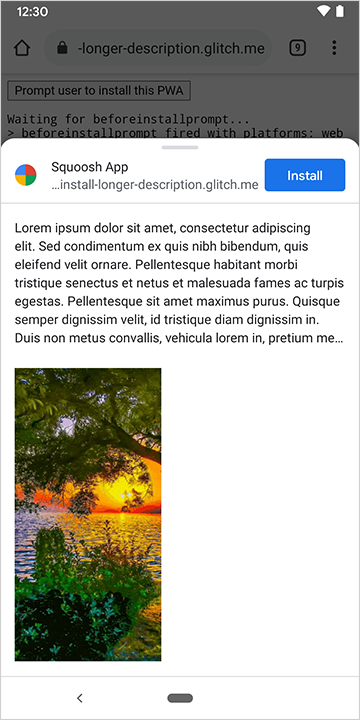 12:30
-longer-description.glitch.me
9
Prompt user to install this PWA
Waiting for beforeinstallprompt...
> beforeinstallprompt fired with platforms: web
Squoosh App
...install-longer-description.glitch.me
Install
Lorem ipsum dolor sit amet, consectetur adipiscing
elit. Sed condimentum ex quis nibh bibendum, quis
eleifend velit ornare. Pellentesque habitant morbi
tristique senectus et netus et malesuada fames ac turpis
egestas. Pellentesque sit amet maximus purus. Quisque
semper dignissim velit, id tristique diam dignissim in.
Duis non metus convallis, vehicula lorem in, pretium me...